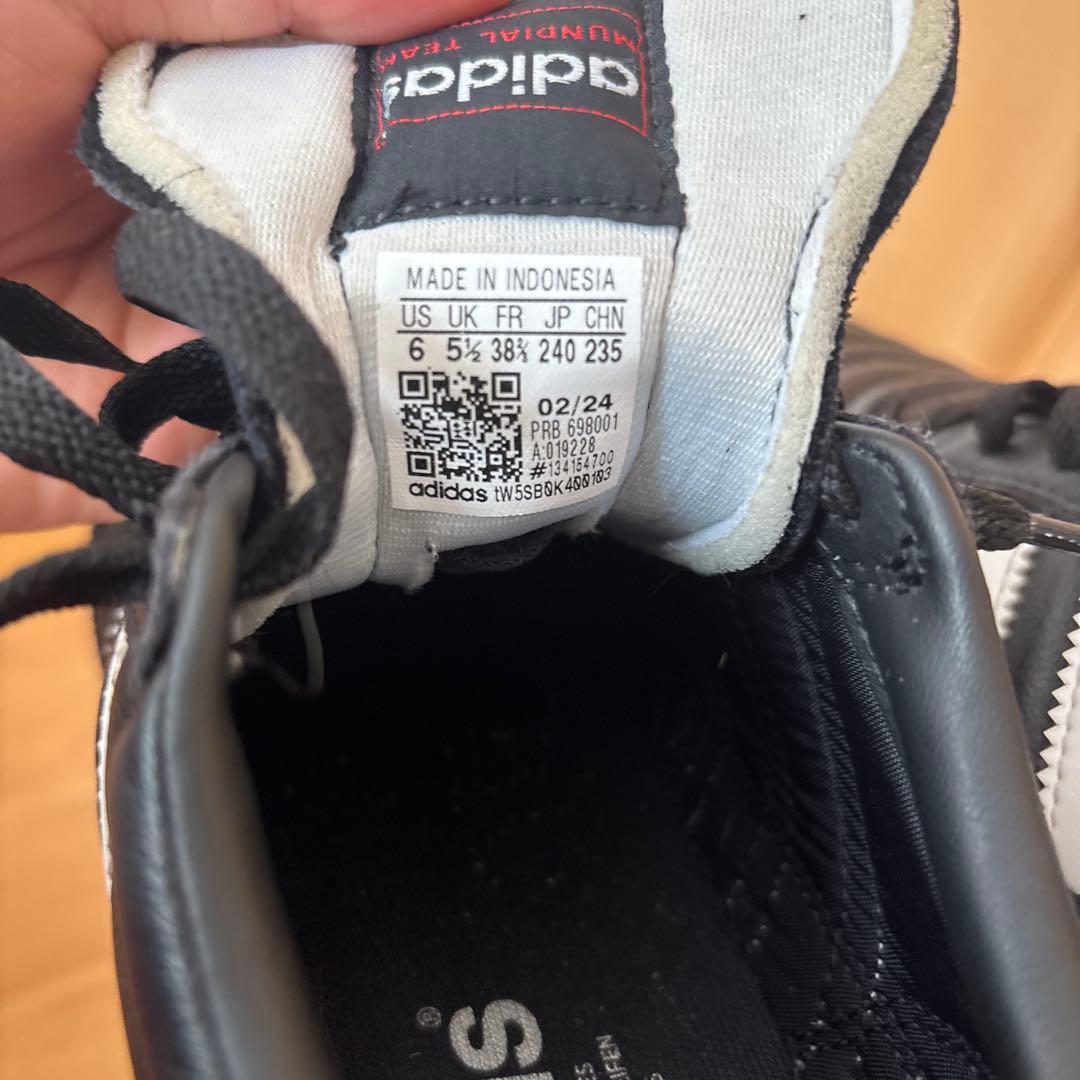 MUNDIAL TEAM
adidas
MADE IN INDONESIA
US UK FR JP CHN
6 5½ 38⅔ 240 235
02/24
PRB 698001
A:019228
#134154700
adidas tW5SB0K400103
®